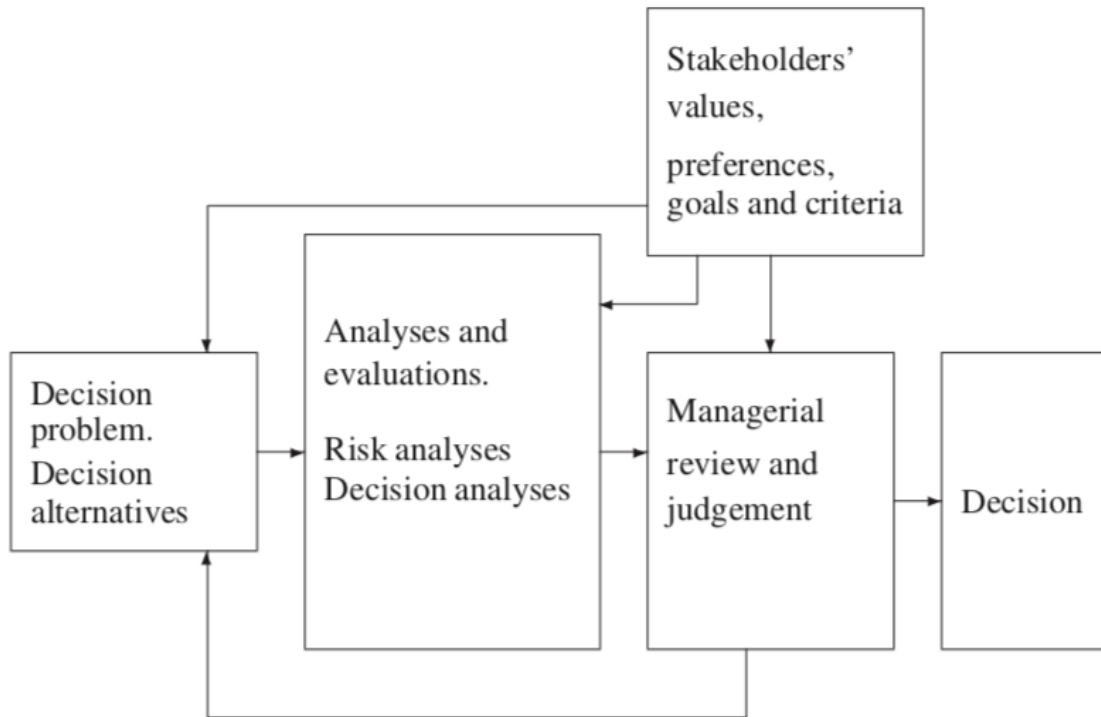 Stakeholders’
values,
preferences,
goals and criteria
Decision
problem.
Decision
alternatives
Analyses and
evaluations.
Risk analyses
Decision analyses
Managerial
review and
judgement
Decision